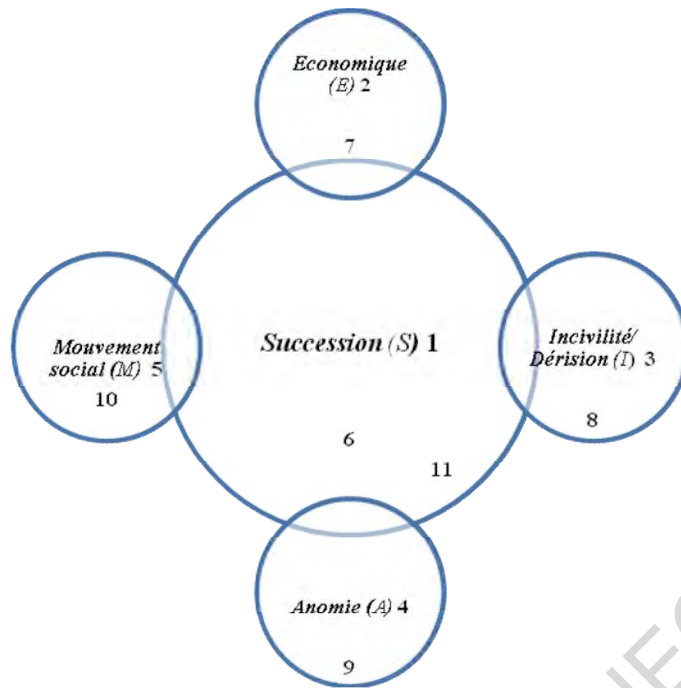 Economique
(E) 2
7
Succession (S) 1
Incivilité/
Dérision (I) 3
8
Mouvement
social (M) 5
10
6
11
Anomie (A) 4
9